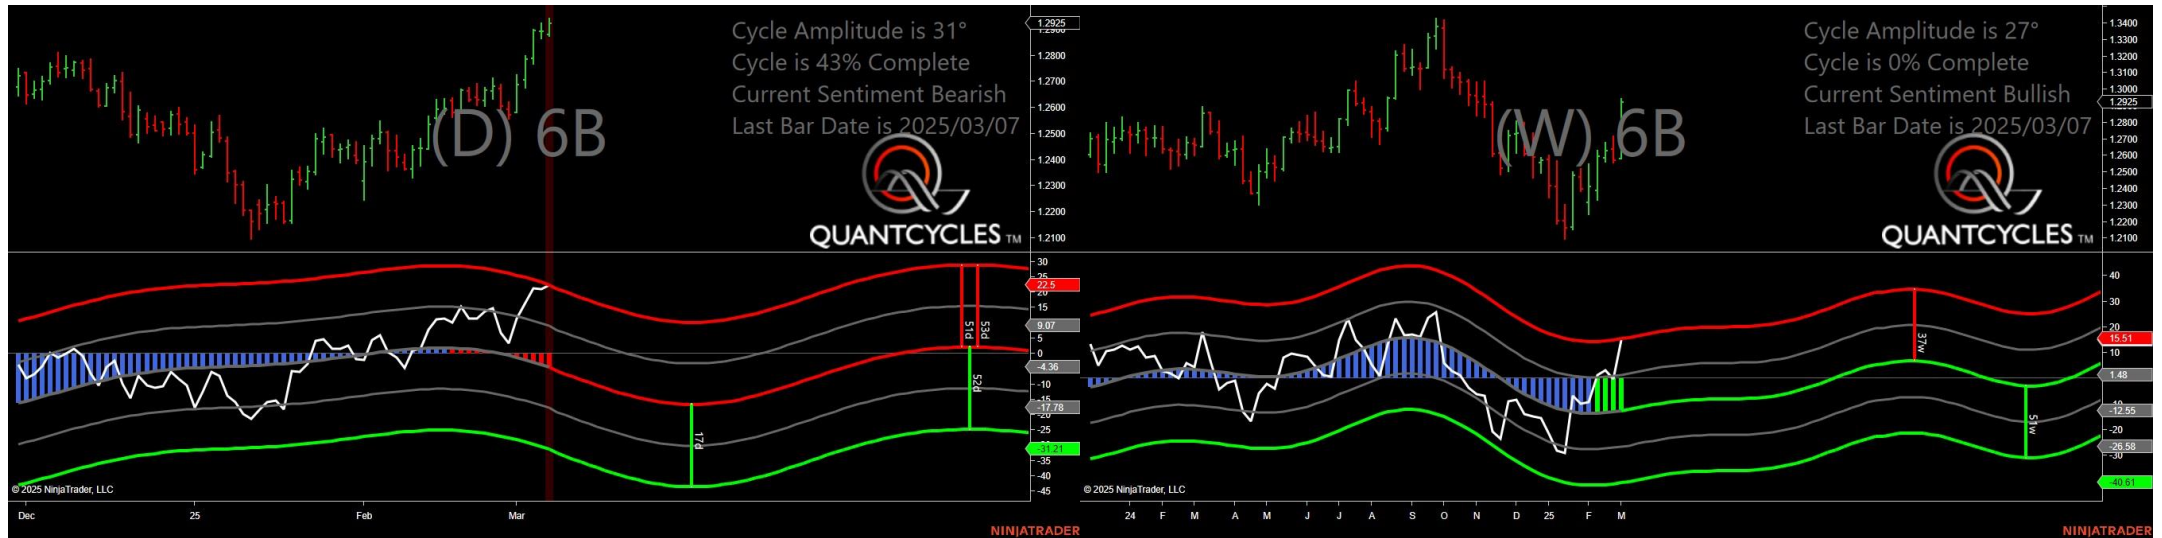 Cycle Amplitude is 31°
Cycle is 43% Complete
Current Sentiment Bearish
Last Bar Date is 2025/03/07
(D) 6B
QUANTCYCLES TM
1.2925
1.2800
1.2700
1.2600
1.2500
1.2400
1.2300
1.2200
1.2100
30
25
22.5
15
9.07
5
0
-4.36
-10
-17.78
-25
-31.21
-35
-40
-45
51d
53d
52d
17d
© 2025 NinjaTrader, LLC
Dec
25
Feb
Mar
NINJATRADER
Cycle Amplitude is 27°
Cycle is 0% Complete
Current Sentiment Bullish
Last Bar Date is 2025/03/07
(W) 6B
QUANTCYCLES TM
1.3400
1.3300
1.3200
1.3100
1.3000
1.2925
1.2800
1.2700
1.2600
1.2500
1.2400
1.2300
1.2200
1.2100
40
30
20
15.51
10
1.48
-12.55
-20
-26.58
-30
-40.61
37w
51w
© 2025 NinjaTrader, LLC
24 F M A M J J A S O N D 25 F M
NINJATRADER